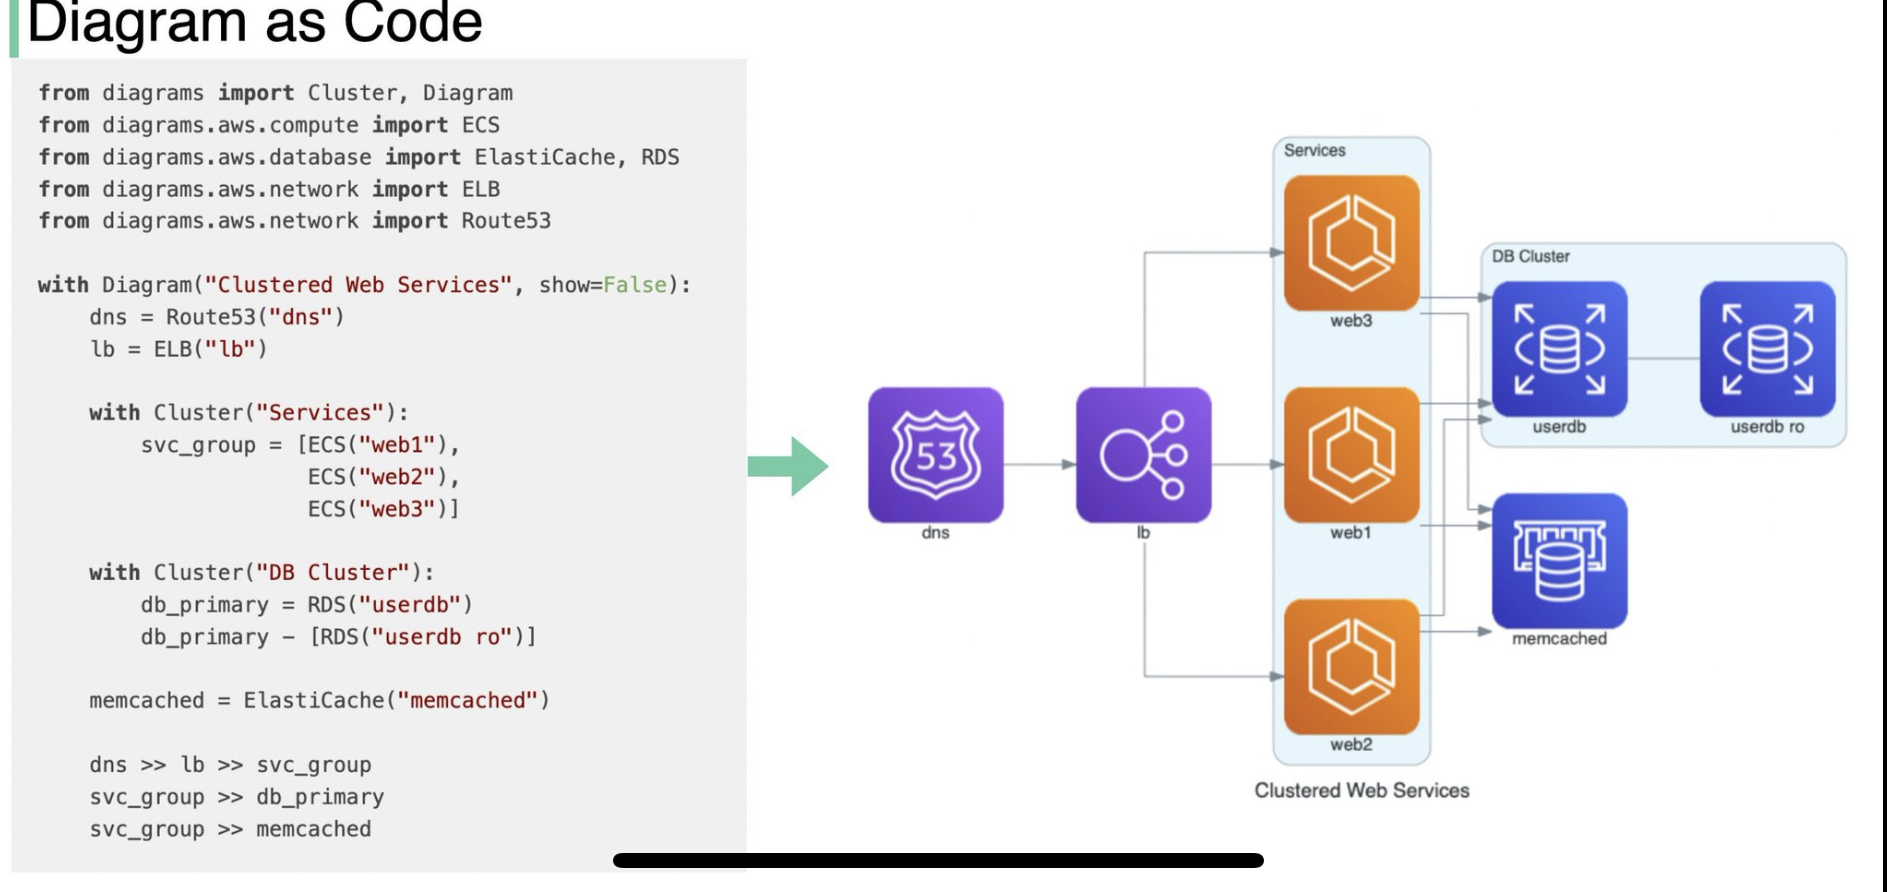 Diagram as Code
from diagrams import Cluster, Diagram
from diagrams.aws.compute import ECS
from diagrams.aws.database import ElastiCache, RDS
from diagrams.aws.network import ELB
from diagrams.aws.network import Route53
with Diagram("Clustered Web Services", show=False):
dns = Route53("dns")
lb = ELB("lb")
with Cluster("Services"):
svc_group = [ECS("web1"),
ECS("web2"),
ECS("web3")]
with Cluster("DB Cluster"):
db_primary = RDS("userdb")
db_primary - [RDS("userdb ro")]
memcached = ElastiCache("memcached")
dns >> lb >> svc_group
svc_group >> db_primary
svc_group >> memcached
Services
web3
DB Cluster
userdb
userdb ro
53
dns
lb
web1
memcached
web2
Clustered Web Services